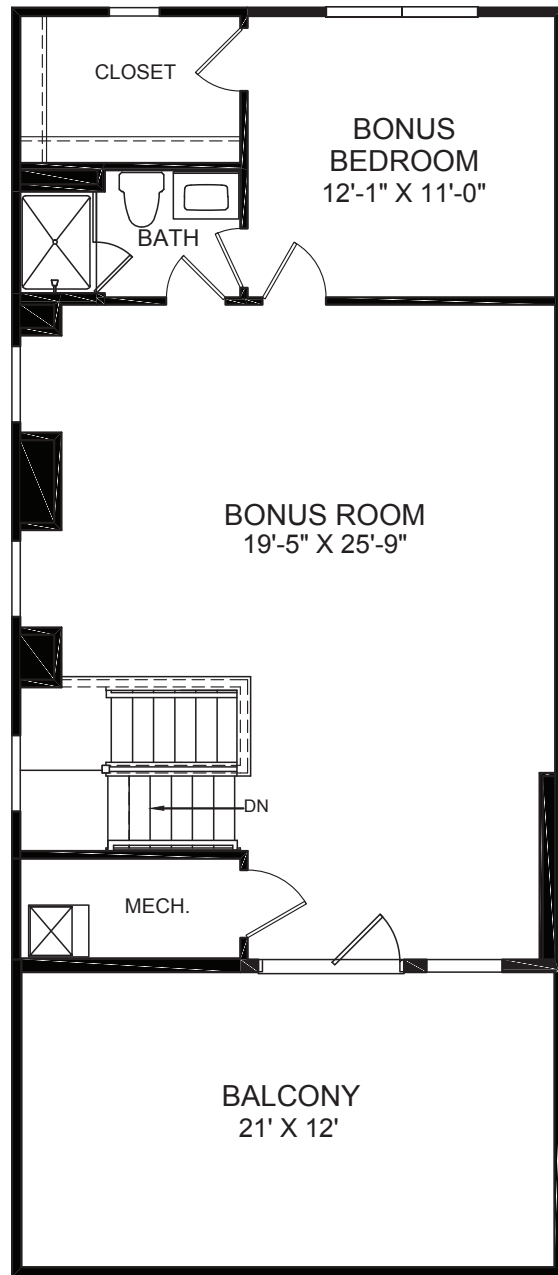 CLOSET
BONUS
BEDROOM
12'-1" X 11'-0"
BATH
BONUS ROOM
19'-5" X 25'-9"
DN
MECH.
BALCONY
21' X 12'